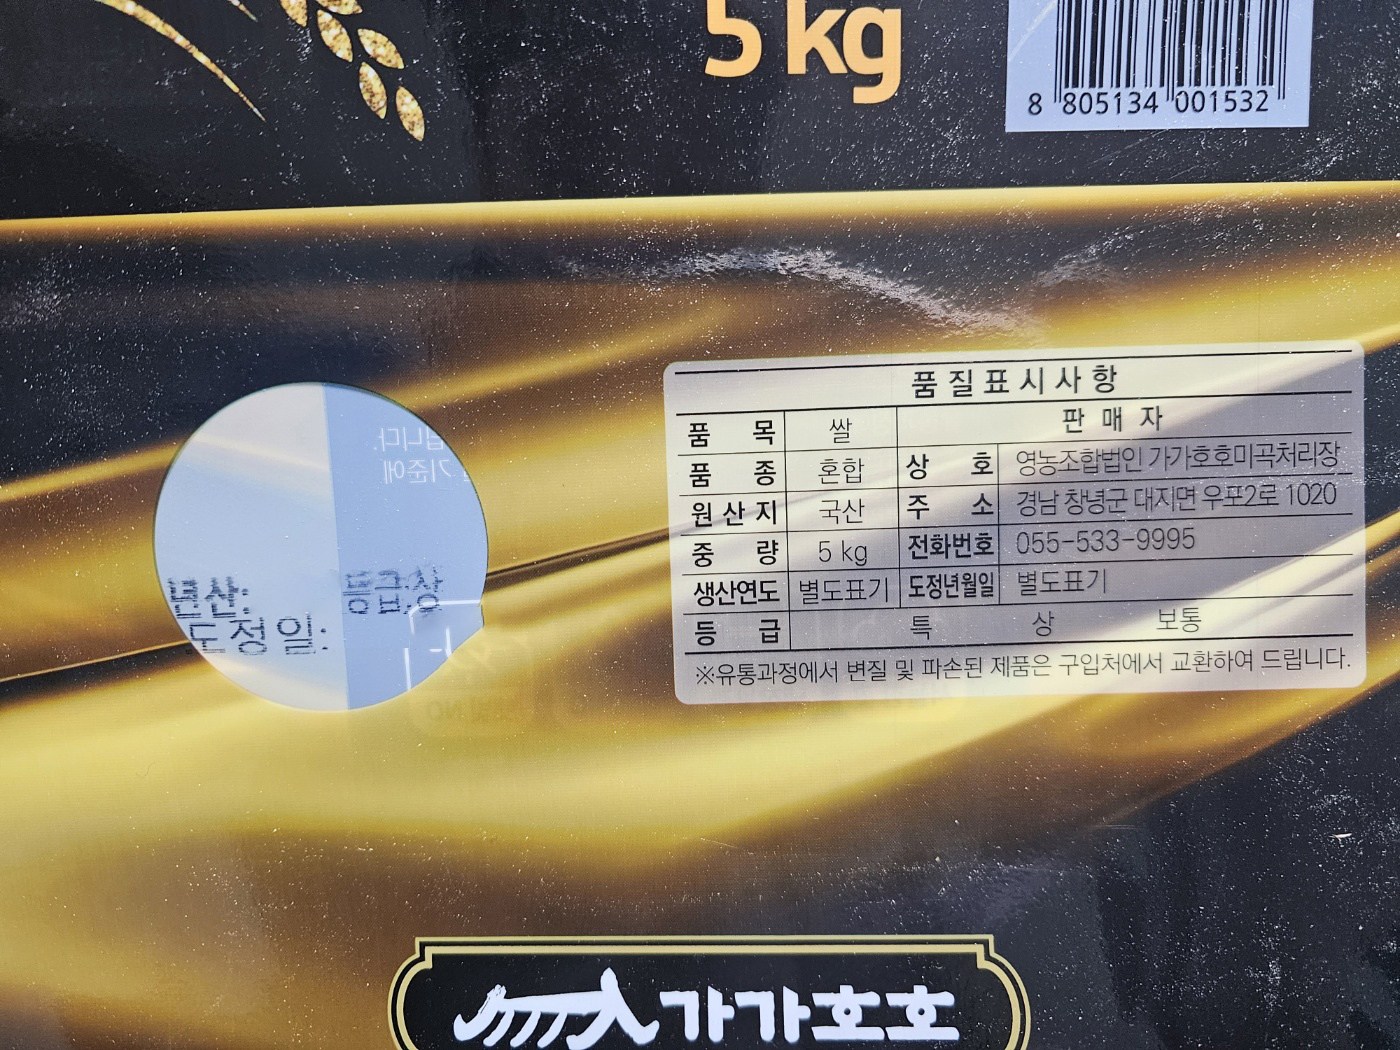 5 kg
8 805134 001532
품질표시사항
품 목 쌀 판 매 자
품 종 혼합 상 호 영농조합법인 가가호호미곡처리장
원 산 지 국산 주 소 경남 창녕군 대지면 우포2로 1020
중 량 5 kg 전화번호 055-533-9995
생산연도 별도표기 도정년월일 별도표기
등 급 특 상 보통
※유통과정에서 변질 및 파손된 제품은 구입처에서 교환하여 드립니다.
년산: 등급:상
도정일:
가가호호